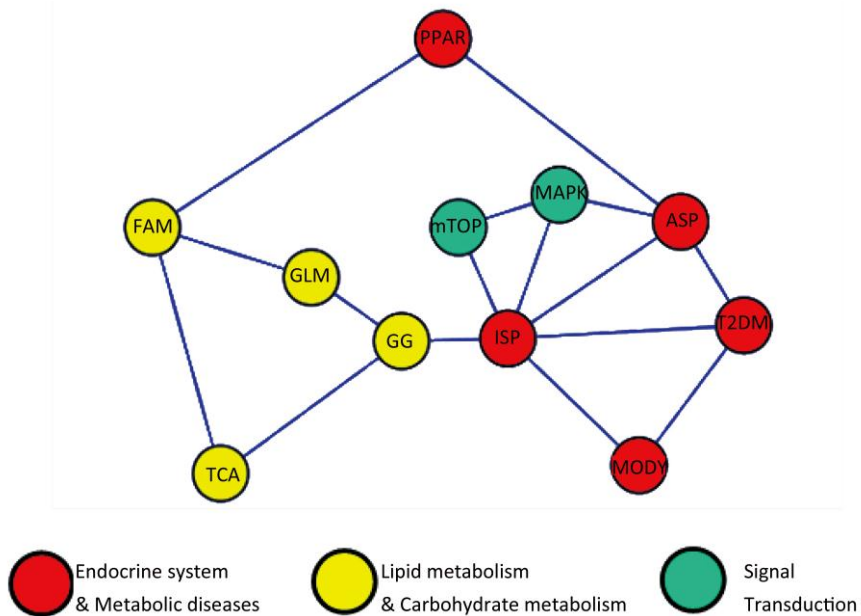 PPAR
MAPK
mTOP
ASP
FAM
GLM
GG
ISP
T2DM
TCA
MODY
Endocrine system
& Metabolic diseases
Lipid metabolism
& Carbohydrate metabolism
Signal
Transduction